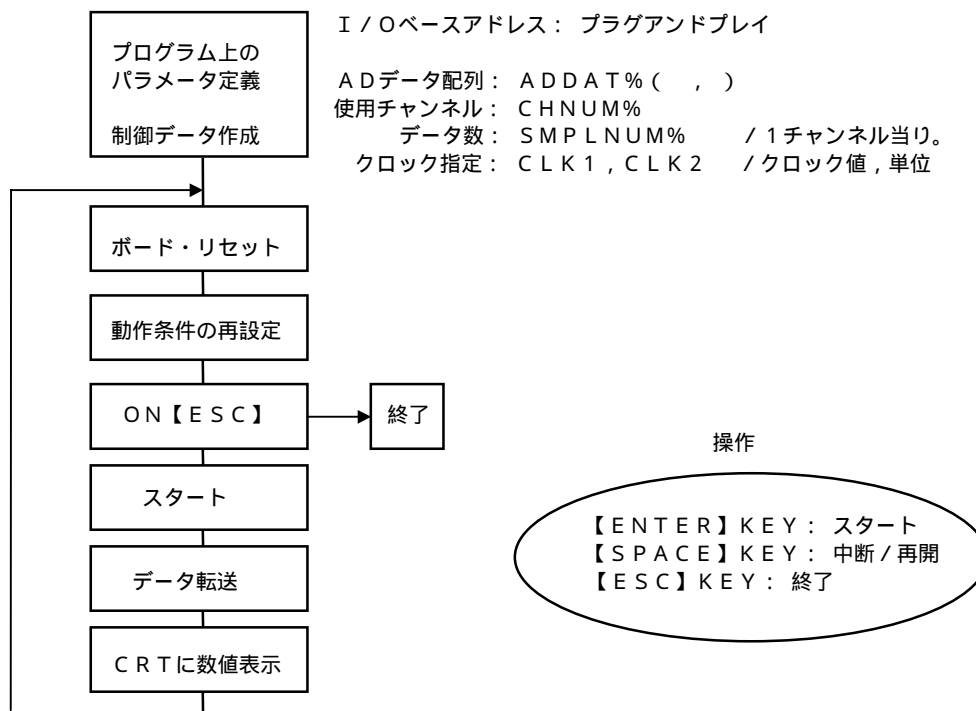 プログラム上の
パラメータ定義
制御データ作成
Ｉ／Ｏベースアドレス： プラグアンドプレイ
ＡＤデータ配列： ＡＤＤＡＴ％（　，　）
使用チャンネル： ＣＨＮＵＭ％
データ数： ＳＭＰＬＮＵＭ％　／１チャンネル当り。
クロック指定： ＣＬＫ１，ＣＬＫ２　／クロック値，単位
ボード・リセット
動作条件の再設定
ＯＮ【ＥＳＣ】
終了
スタート
データ転送
ＣＲＴに数値表示
操作
【ＥＮＴＥＲ】ＫＥＹ： スタート
【ＳＰＡＣＥ】ＫＥＹ： 中断／再開
【ＥＳＣ】ＫＥＹ： 終了